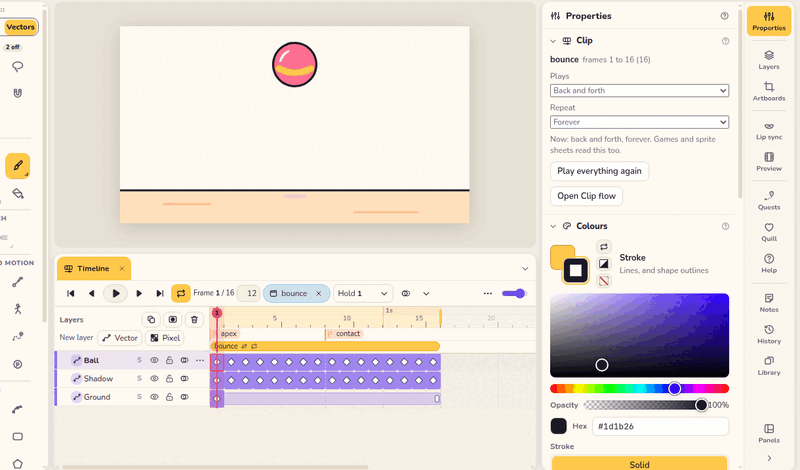 Vectors
2 off
CH
D MOTION
Timeline
Frame 1 / 16
12
bounce
Hold 1
1s
Layers
1
5
10
15
20
New layer
Vector
Pixel
apex
contact
bounce
Ball
S
Shadow
S
Ground
S
Properties
Clip
bounce frames 1 to 16 (16)
Plays
Back and forth
Repeat
Forever
Now: back and forth, forever. Games and sprite
sheets read this too.
Play everything again
Open Clip flow
Colours
Stroke
Lines, and shape outlines
Opacity
100%
Hex
#1d1b26
Stroke
Solid
Properties
Layers
Artboards
Lip sync
Preview
Quests
Quill
Help
Notes
History
Library
Panels